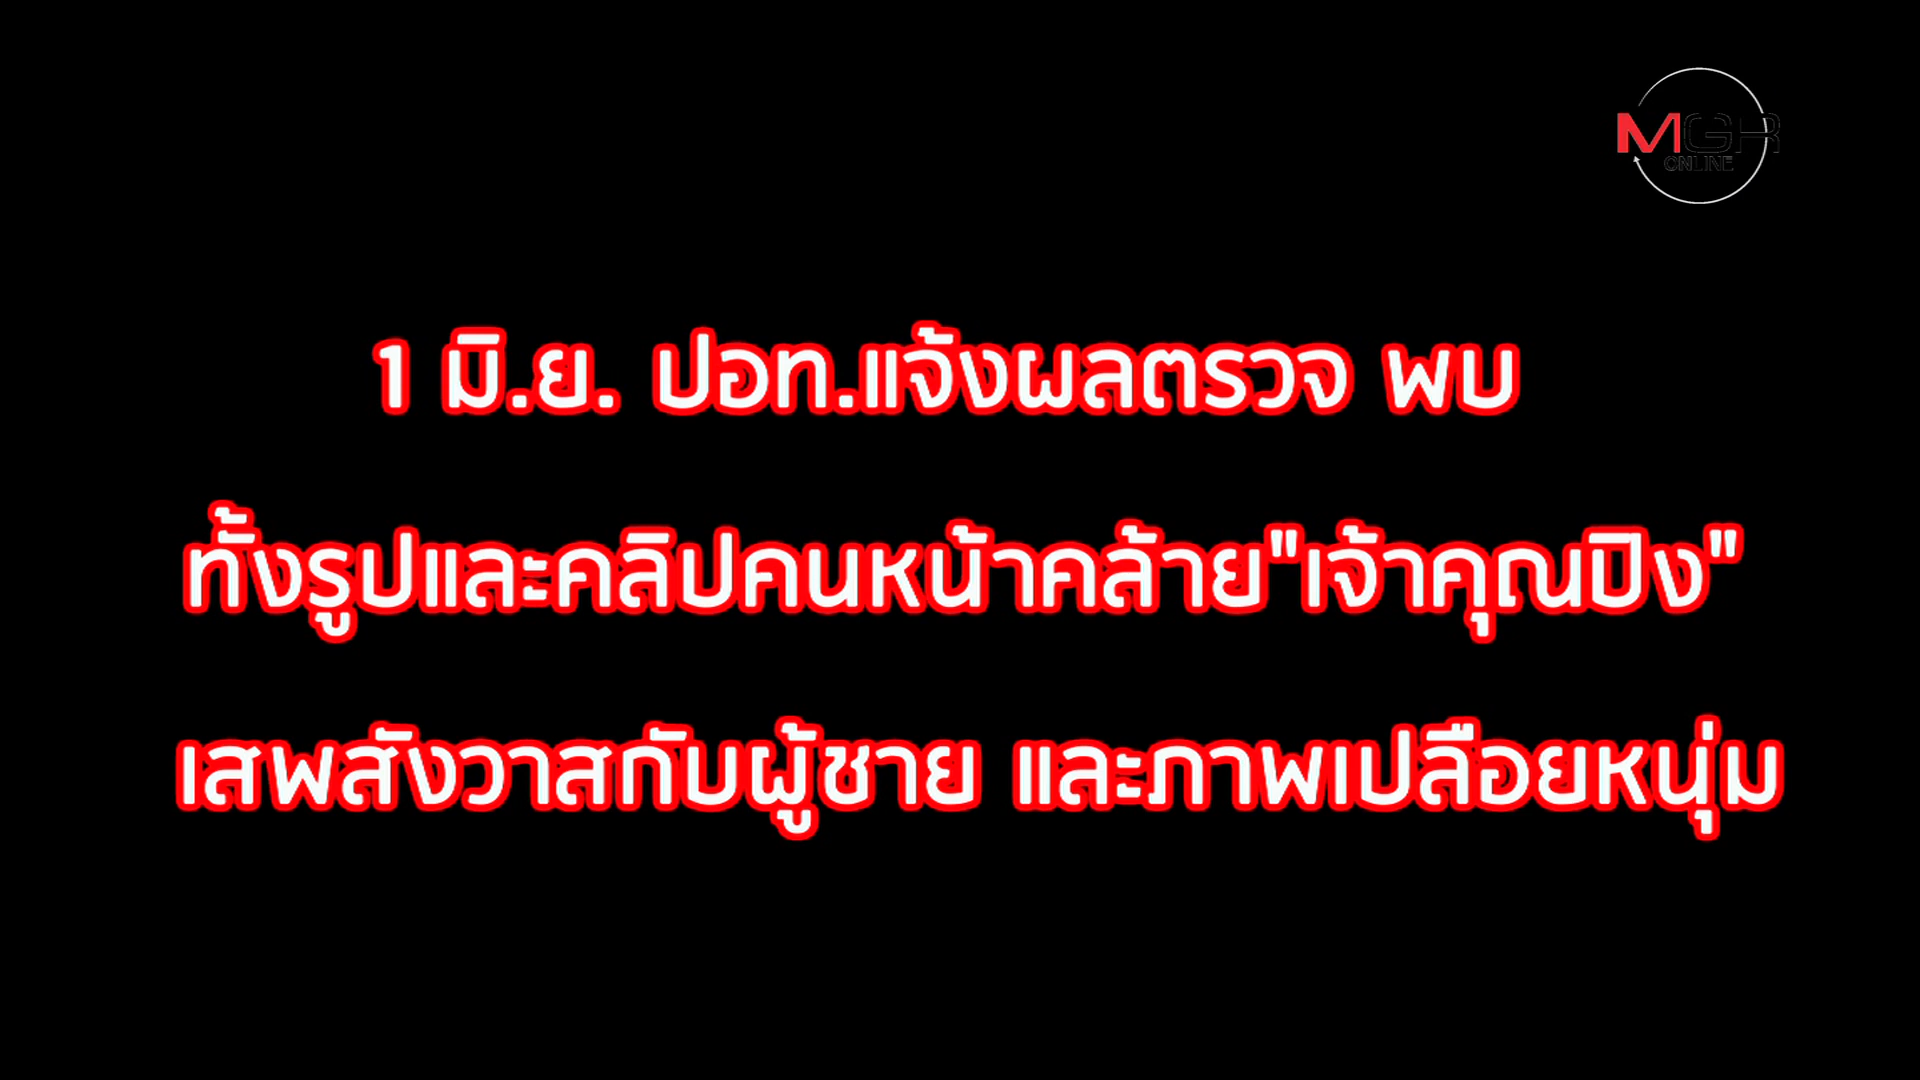 MGR
ONLINE
1 มิ.ย. ปอท.แจ้งผลตรวจ พบ
ทั้งรูปและคลิปคนหน้าคล้าย"เจ้าคุณปิง"
เสพสังวาสกับผู้ชาย และภาพเปลือยหนุ่ม